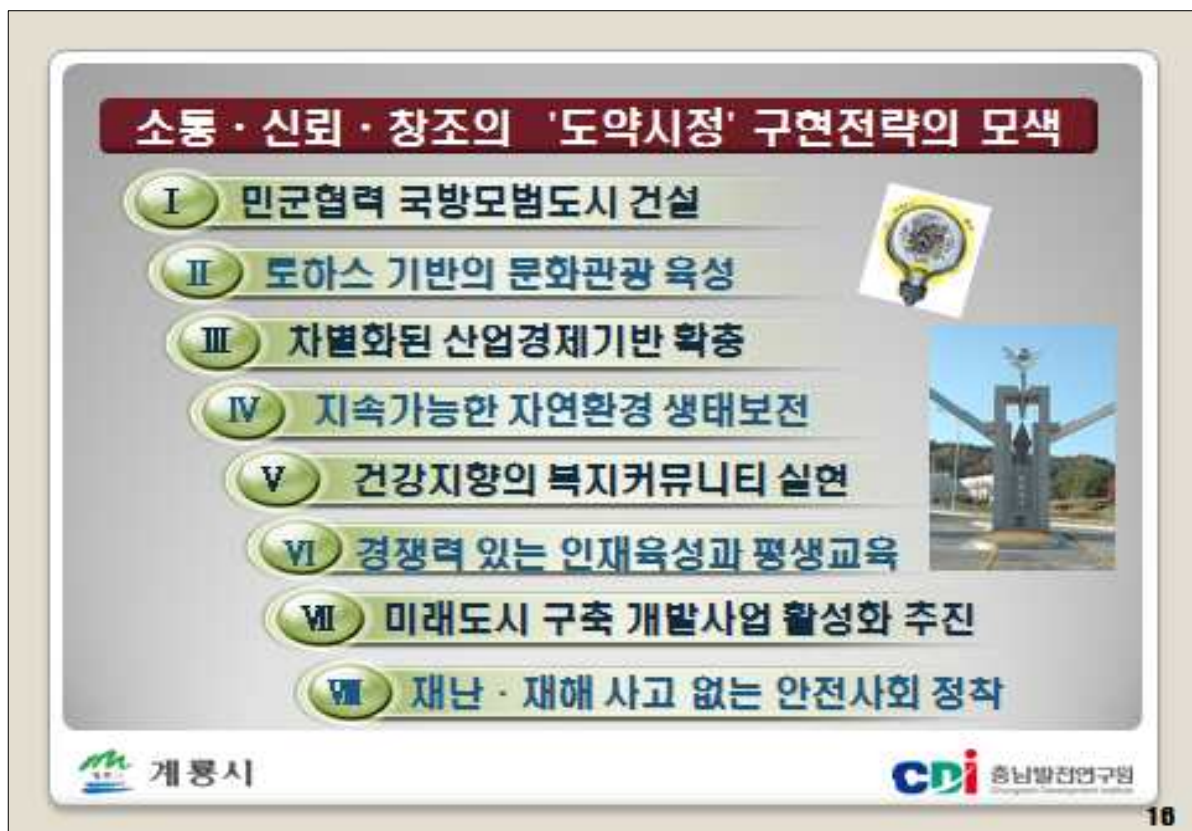 소통 · 신뢰 · 창조의 '도약시정' 구현전략의 모색
Ⅰ 민군협력 국방모범도시 건설
Ⅱ 로하스 기반의 문화관광 육성
Ⅲ 차별화된 산업경제기반 확충
Ⅳ 지속가능한 자연환경 생태보전
Ⅴ 건강지향의 복지커뮤니티 실현
Ⅵ 경쟁력 있는 인재육성과 평생교육
Ⅶ 미래도시 구축 개발사업 활성화 추진
Ⅷ 재난 · 재해 사고 없는 안전사회 정착
계룡시
CDi 충남발전연구원
Chungnam Development Institute
16